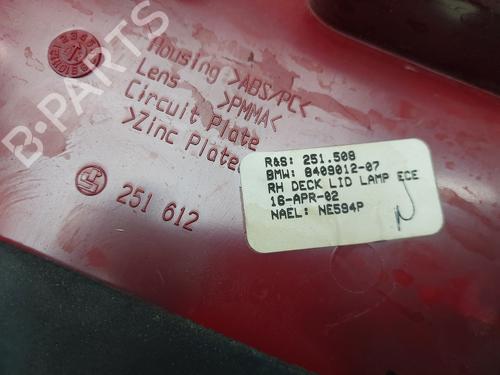 Housing >ABS/PC<
Lens >PMMA<
Circuit Plate
>Zinc Plate
251 612
R&S: 251.508
BMW: 8409012-07
RH DECK LID LAMP ECE
16-APR-02
NAEL: NE594P
B-PARTS